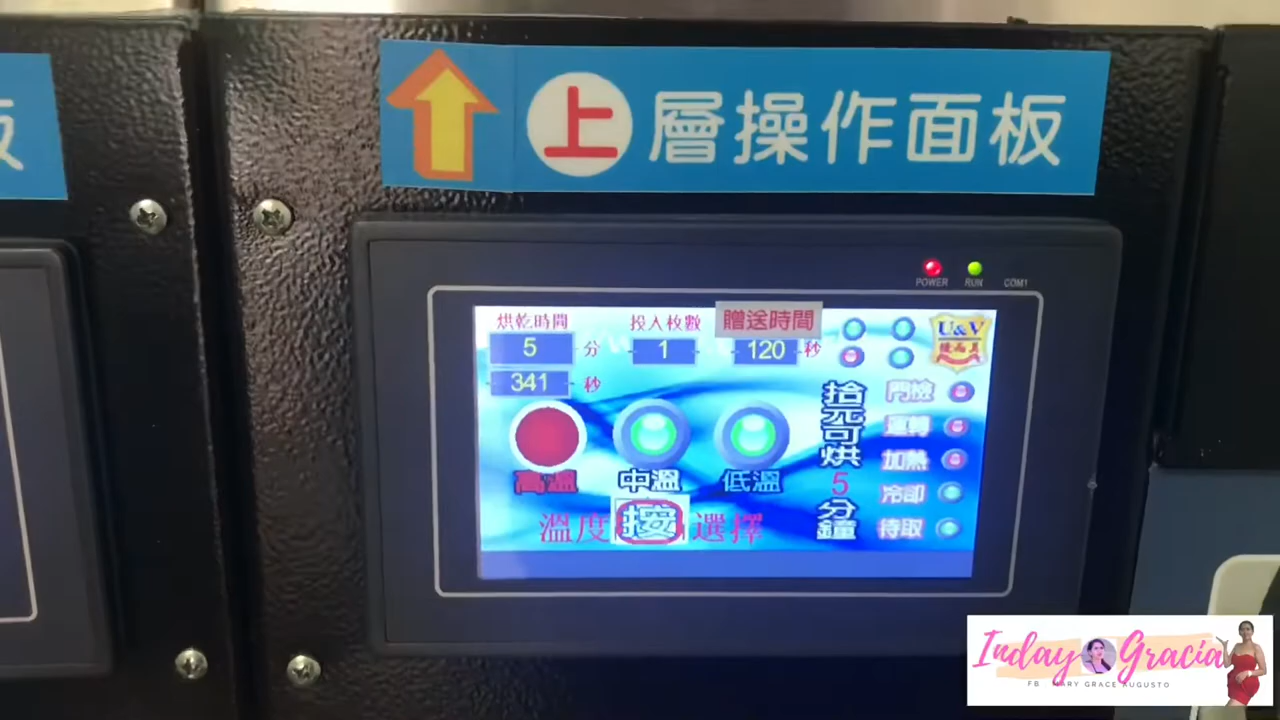 上層操作面板
板
POWER RUN COM1
烘乾時間 投入枚數 贈送時間
5 分 1 120 秒
U&V
341 秒
拾元可烘5分鐘
門檢
運轉
加熱
冷卻
待取
高溫 中溫 低溫
溫度按選擇
Inday Gracia
FB MARY GRACE AUGUSTO